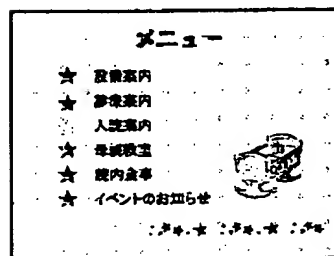 メニュー
設備案内
診療案内
人院案内
母親教室
院内食事
イベントのお知らせ